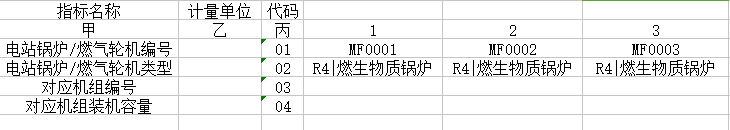 指标名称 计量单位 代码
甲 乙 丙 1 2 3
电站锅炉/燃气轮机编号 01 MF0001 MF0002 MF0003
电站锅炉/燃气轮机类型 02 R4|燃生物质锅炉 R4|燃生物质锅炉 R4|燃生物质锅炉
对应机组编号 03
对应机组装机容量 04